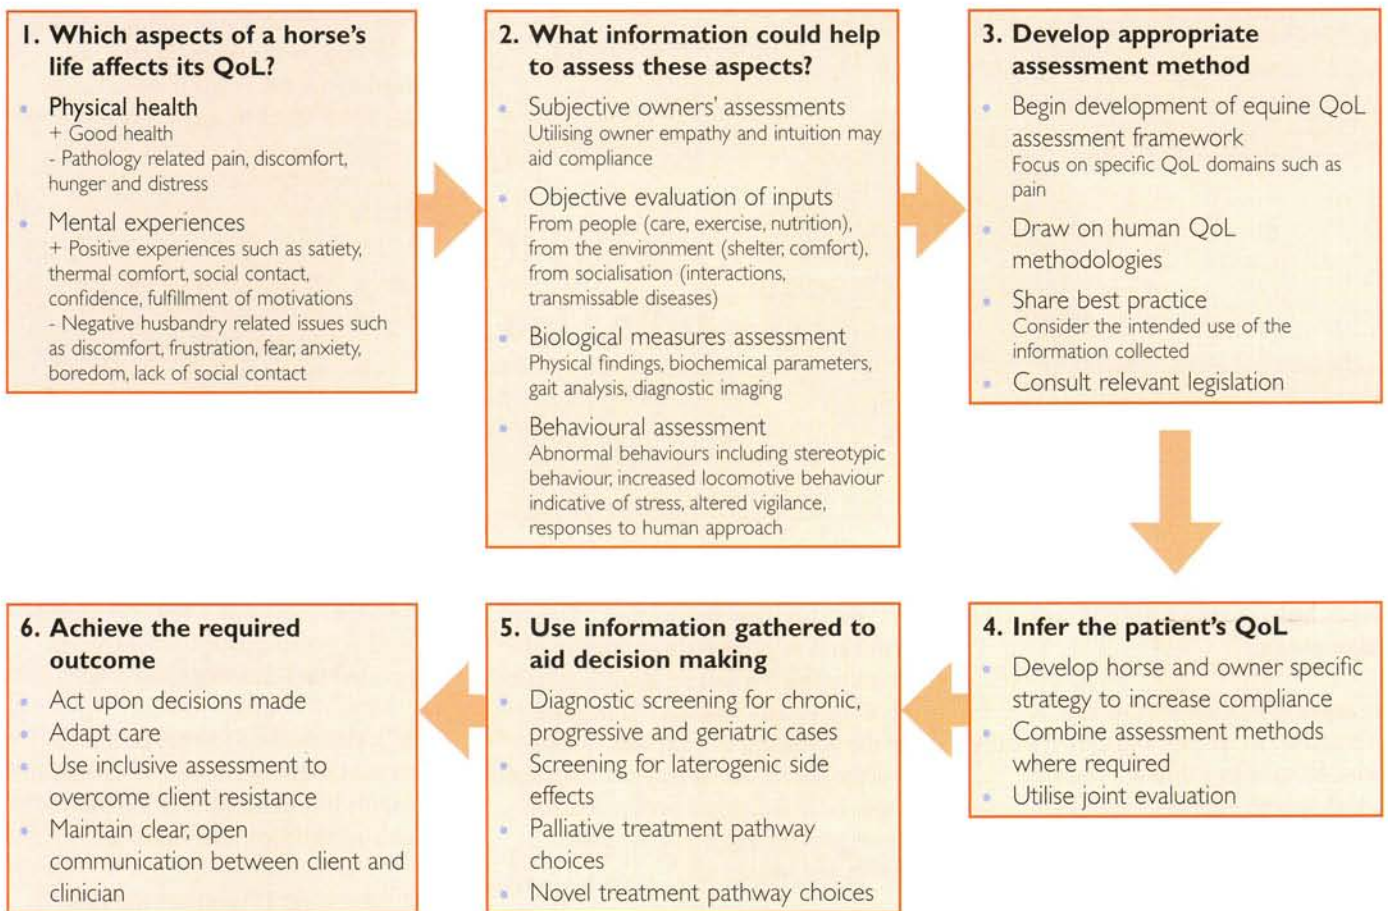 1. Which aspects of a horse's
life affects its QoL?
• Physical health
+ Good health
- Pathology related pain, discomfort,
hunger and distress
• Mental experiences
+ Positive experiences such as satiety,
thermal comfort, social contact,
confidence, fulfillment of motivations
- Negative husbandry related issues such
as discomfort, frustration, fear, anxiety,
boredom, lack of social contact
2. What information could help
to assess these aspects?
• Subjective owners' assessments
Utilising owner empathy and intuition may
aid compliance
• Objective evaluation of inputs
From people (care, exercise, nutrition),
from the environment (shelter, comfort),
from socialisation (interactions,
transmissable diseases)
• Biological measures assessment
Physical findings, biochemical parameters,
gait analysis, diagnostic imaging
• Behavioural assessment
Abnormal behaviours including stereotypic
behaviour, increased locomotive behaviour
indicative of stress, altered vigilance,
responses to human approach
3. Develop appropriate
assessment method
• Begin development of equine QoL
assessment framework
Focus on specific QoL domains such as
pain
• Draw on human QoL
methodologies
• Share best practice
Consider the intended use of the
information collected
• Consult relevant legislation
4. Infer the patient's QoL
• Develop horse and owner specific
strategy to increase compliance
• Combine assessment methods
where required
• Utilise joint evaluation
5. Use information gathered to
aid decision making
• Diagnostic screening for chronic,
progressive and geriatric cases
• Screening for laterogenic side
effects
• Palliative treatment pathway
choices
• Novel treatment pathway choices
6. Achieve the required
outcome
• Act upon decisions made
• Adapt care
• Use inclusive assessment to
overcome client resistance
• Maintain clear, open
communication between client and
clinician